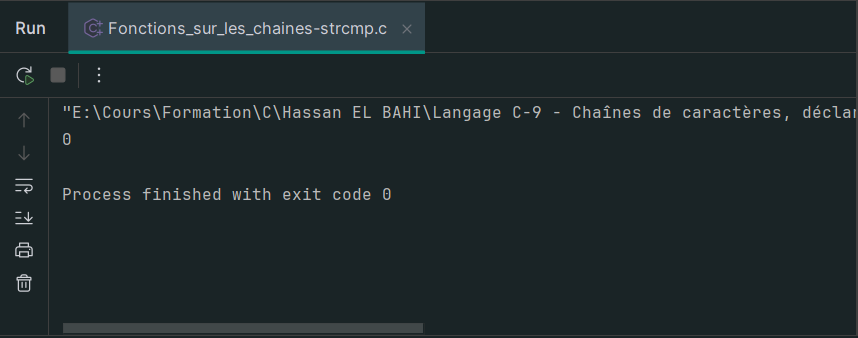 Run Fonctions_sur_les_chaines-strcmp.c
"E:\Cours\Formation\C\Hassan EL BAHI\Langage C-9 - Chaînes de caractères, déclar
0
Process finished with exit code 0